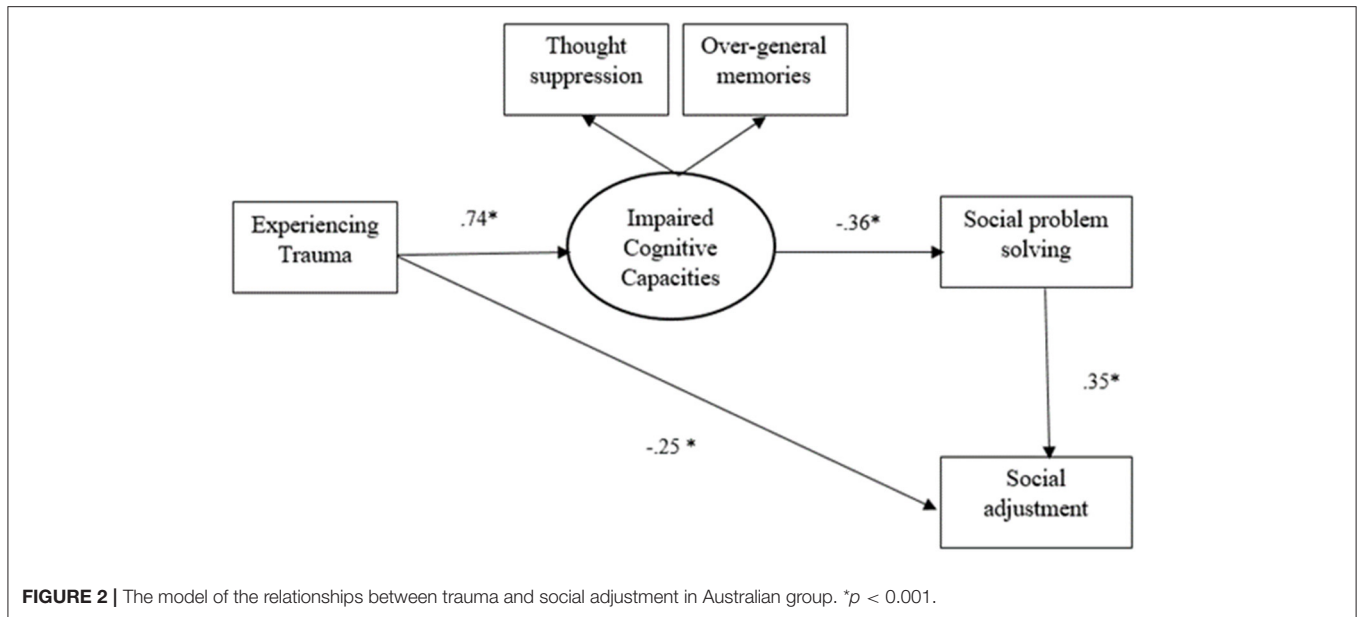 Thought
suppression
Over-general
memories
Experiencing
Trauma
.74*
Impaired
Cognitive
Capacities
-.36*
Social problem
solving
.35*
-.25 *
Social
adjustment
FIGURE 2 | The model of the relationships between trauma and social adjustment in Australian group. *p < 0.001.